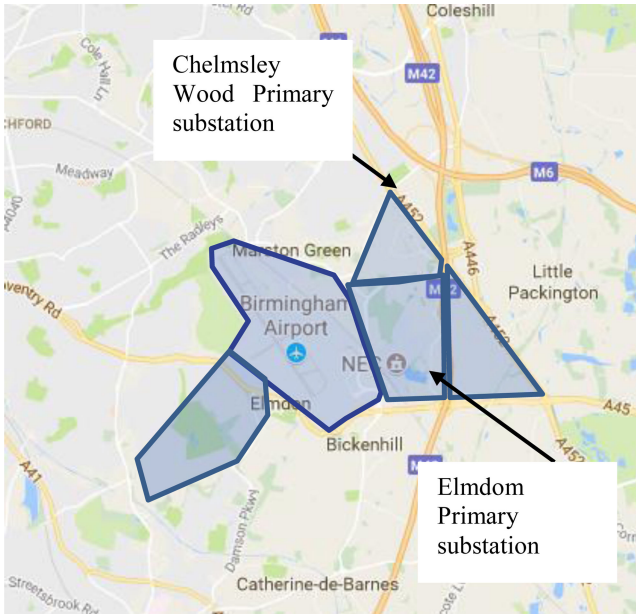 Coleshill
Chelmsley
Wood Primary
substation
M42
Cole Hall Ln
CHFORD
Meadway
M6
A4040
A452
The Radleys
Marston Green
A446
Little
Packington
Coventry Rd
Birmingham
Airport
A452
NEC
Elmdon
A45
Bickenhill
A41
A452
Elmdom
Primary
substation
Damson Pkwy
Catherine-de-Barnes
Streetsbrook Rd